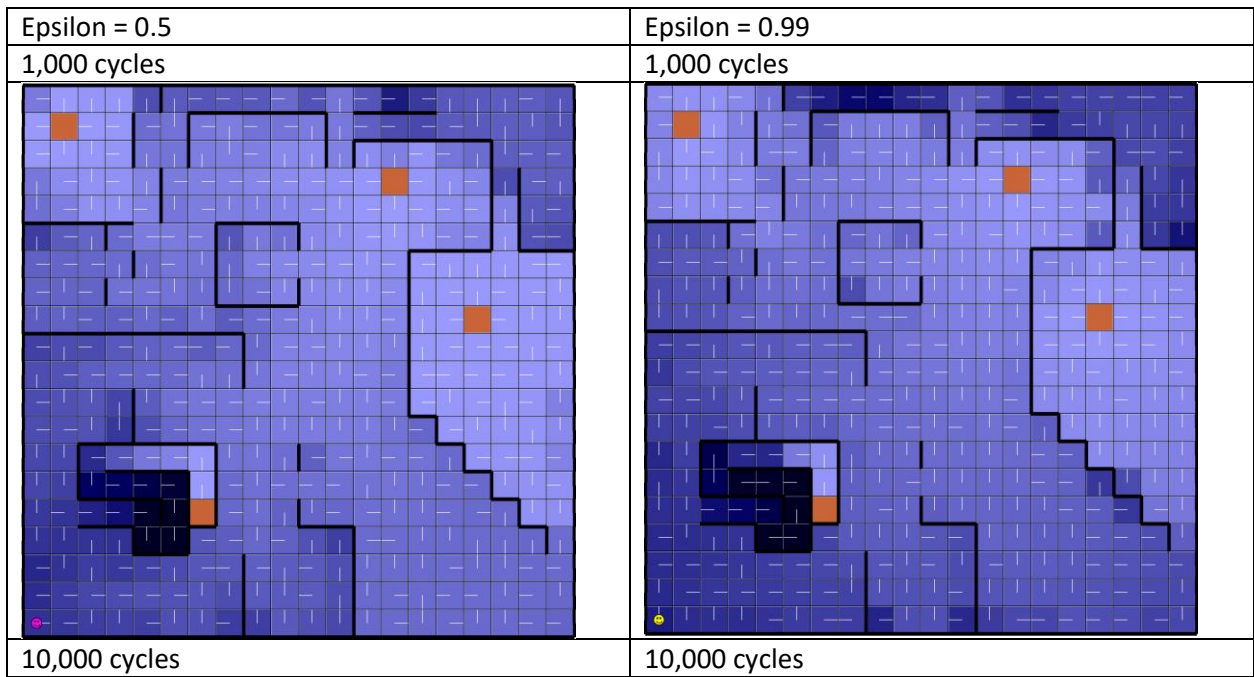 Epsilon = 0.5
Epsilon = 0.99
1,000 cycles
1,000 cycles
10,000 cycles
10,000 cycles